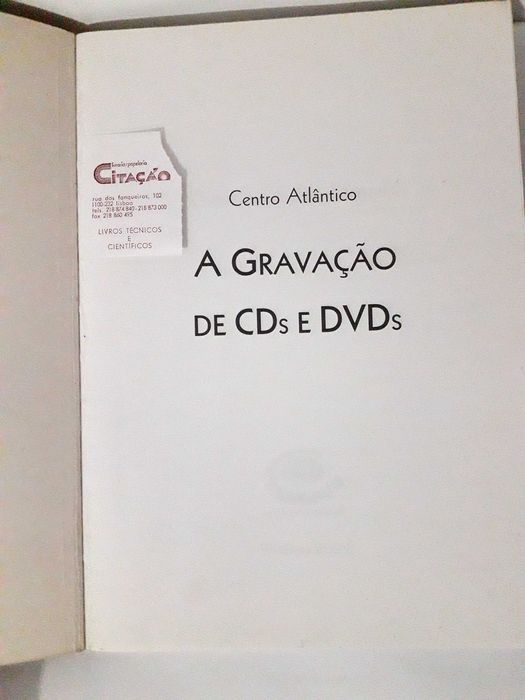 livraria/papelaria
CITAÇÃO
rua dos fanqueiros, 102
1100-232 lisboa
tels. 218 874 840 - 218 873 000
fax 218 860 495
LIVROS TÉCNICOS
E
CIENTÍFICOS
Centro Atlântico
A GRAVAÇÃO
DE CDs E DVDs